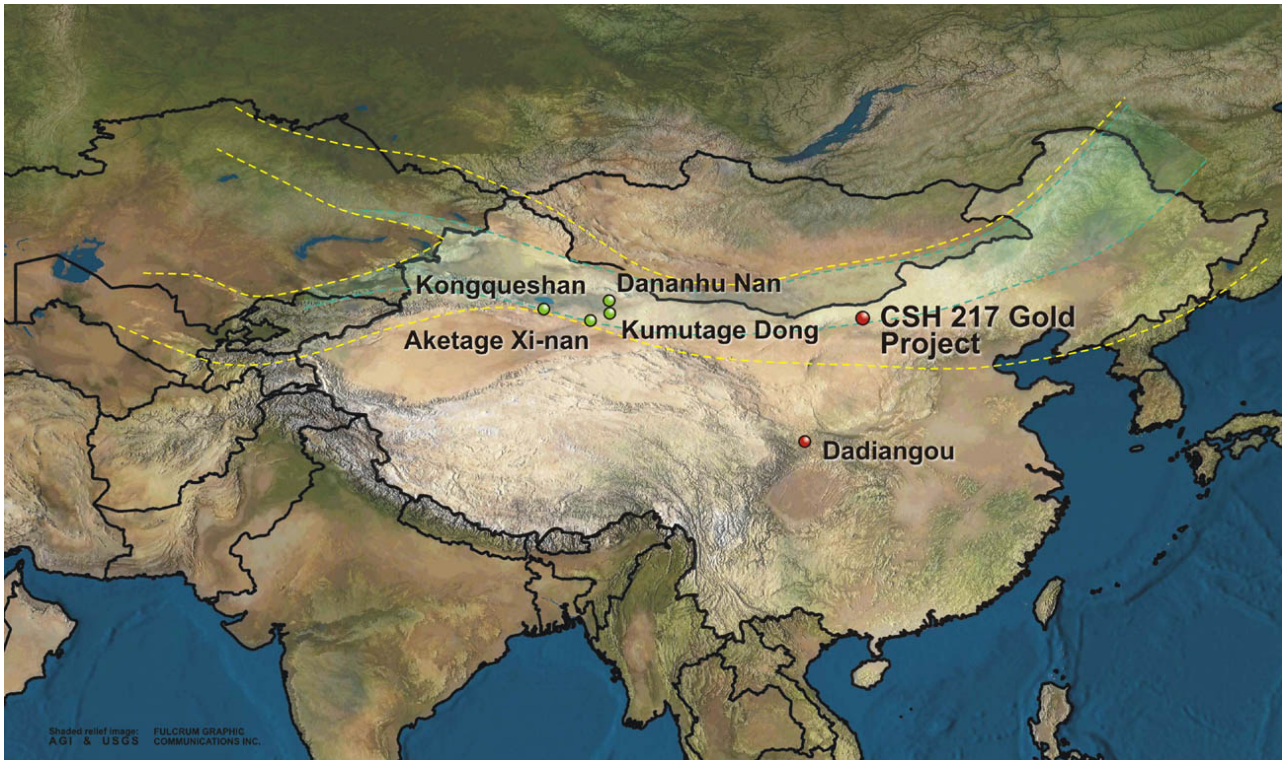 Kongqueshan
Dananhu Nan
Aketage Xi-nan
Kumutage Dong
CSH 217 Gold
Project
Dadiangou
Shaded relief image:
AGI & USGS
FULCRUM GRAPHIC
COMMUNICATIONS INC.